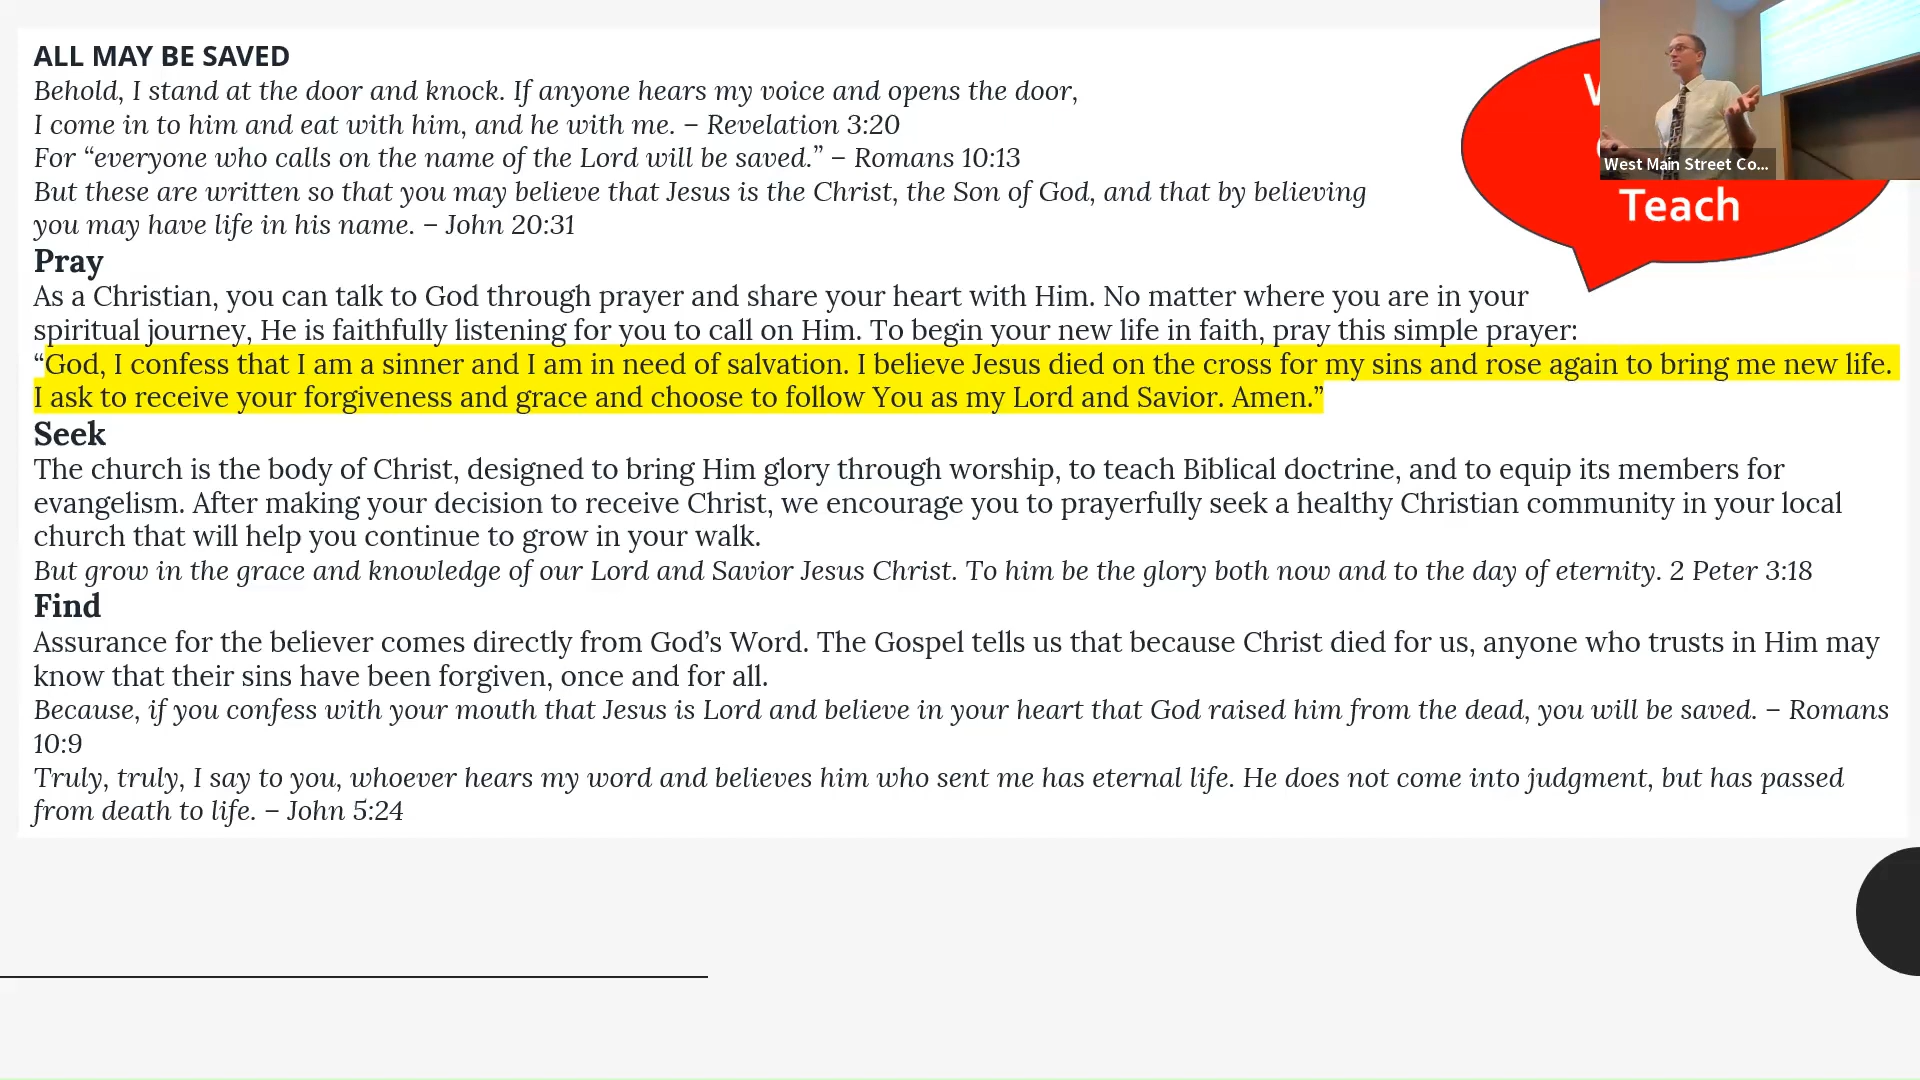 ALL MAY BE SAVED
Behold, I stand at the door and knock. If anyone hears my voice and opens the door,
I come in to him and eat with him, and he with me. – Revelation 3:20
For “everyone who calls on the name of the Lord will be saved.” – Romans 10:13
But these are written so that you may believe that Jesus is the Christ, the Son of God, and that by believing
you may have life in his name. – John 20:31
Pray
As a Christian, you can talk to God through prayer and share your heart with Him. No matter where you are in your
spiritual journey, He is faithfully listening for you to call on Him. To begin your new life in faith, pray this simple prayer:
“God, I confess that I am a sinner and I am in need of salvation. I believe Jesus died on the cross for my sins and rose again to bring me new life.
I ask to receive your forgiveness and grace and choose to follow You as my Lord and Savior. Amen.”
Seek
The church is the body of Christ, designed to bring Him glory through worship, to teach Biblical doctrine, and to equip its members for
evangelism. After making your decision to receive Christ, we encourage you to prayerfully seek a healthy Christian community in your local
church that will help you continue to grow in your walk.
But grow in the grace and knowledge of our Lord and Savior Jesus Christ. To him be the glory both now and to the day of eternity. 2 Peter 3:18
Find
Assurance for the believer comes directly from God’s Word. The Gospel tells us that because Christ died for us, anyone who trusts in Him may
know that their sins have been forgiven, once and for all.
Because, if you confess with your mouth that Jesus is Lord and believe in your heart that God raised him from the dead, you will be saved. – Romans
10:9
Truly, truly, I say to you, whoever hears my word and believes him who sent me has eternal life. He does not come into judgment, but has passed
from death to life. – John 5:24
Teach
West Main Street Co...